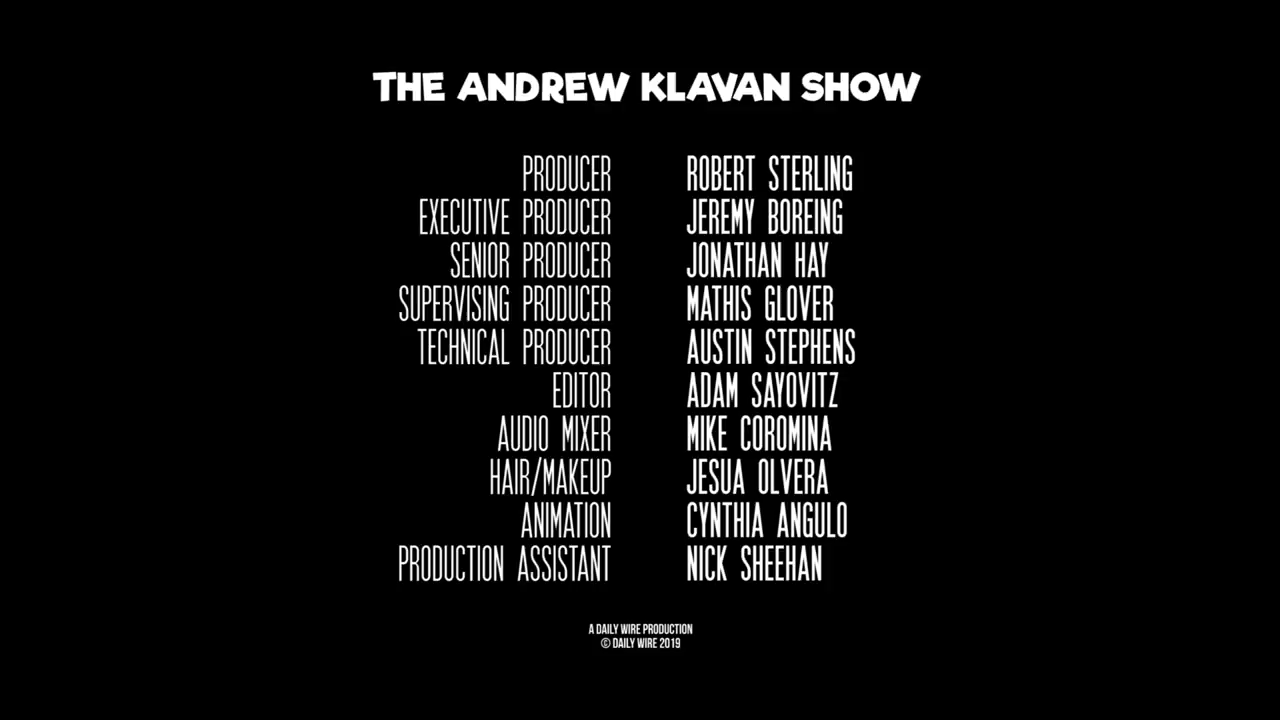 THE ANDREW KLAVAN SHOW
PRODUCER ROBERT STERLING
EXECUTIVE PRODUCER JEREMY BOREING
SENIOR PRODUCER JONATHAN HAY
SUPERVISING PRODUCER MATHIS GLOVER
TECHNICAL PRODUCER AUSTIN STEPHENS
EDITOR ADAM SAYOVITZ
AUDIO MIXER MIKE COROMINA
HAIR/MAKEUP JESUA OLVERA
ANIMATION CYNTHIA ANGULO
PRODUCTION ASSISTANT NICK SHEEHAN
A DAILY WIRE PRODUCTION
© DAILY WIRE 2019